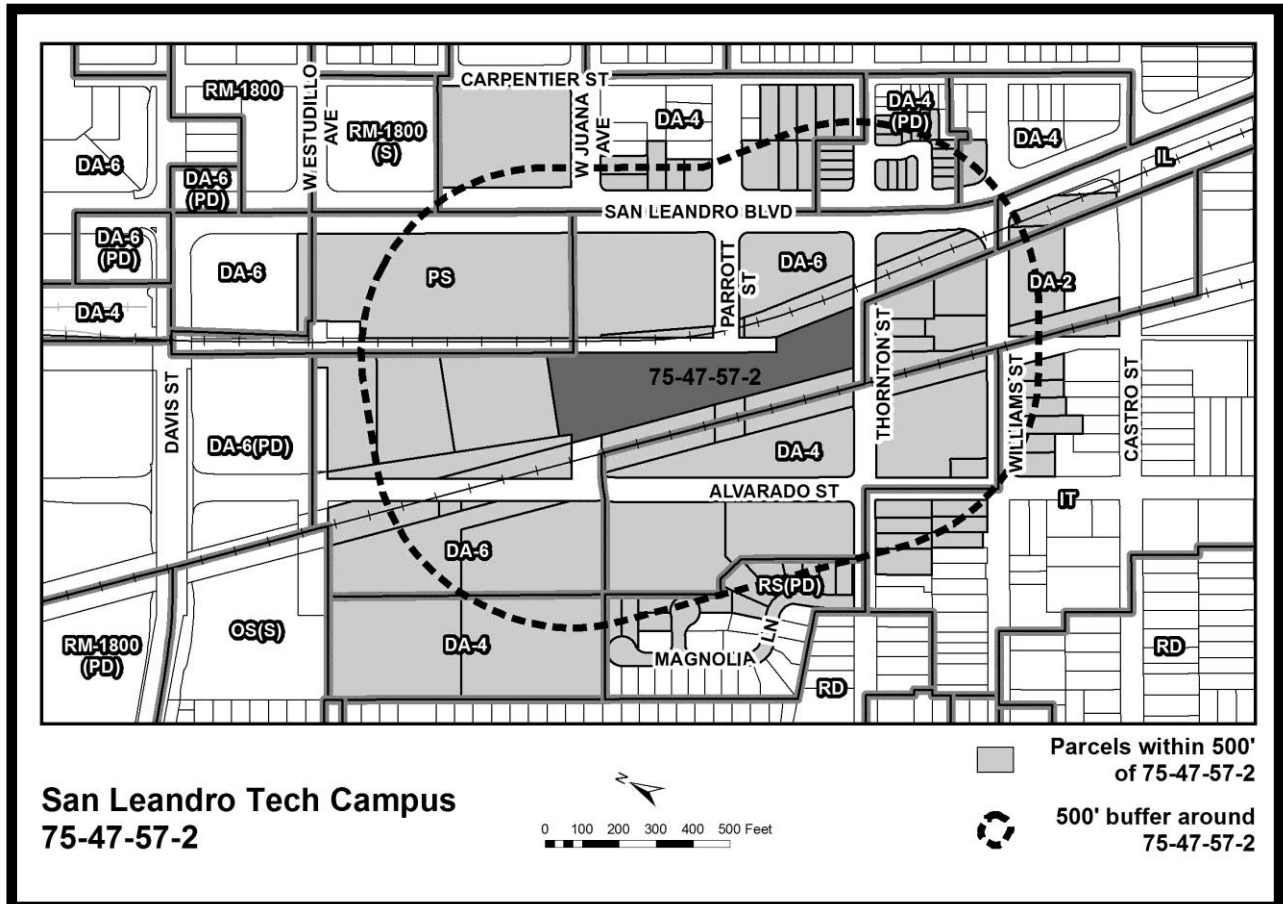 CARPENTIER ST
RM-1800
W ESTUDILLO
AVE
RM-1800
(S)
W JUANA
AVE
DA-4
DA-4
(PD)
DA-4
DA-6
DA-6
(PD)
IL
SAN LEANDRO BLVD
DA-6
(PD)
DA-6
PS
PARROTT
ST
DA-6
DA-2
DA-4
75-47-57-2
THORNTON ST
WILLIAMS ST
CASTRO ST
DAVIS ST
DA-6(PD)
DA-4
ALVARADO ST
IT
DA-6
RS(PD)
OS(S)
DA-4
MAGNOLIA
LN
RM-1800
(PD)
RD
RD
San Leandro Tech Campus
75-47-57-2
N
0 100 200 300 400 500 Feet
Parcels within 500'
of 75-47-57-2
500' buffer around
75-47-57-2